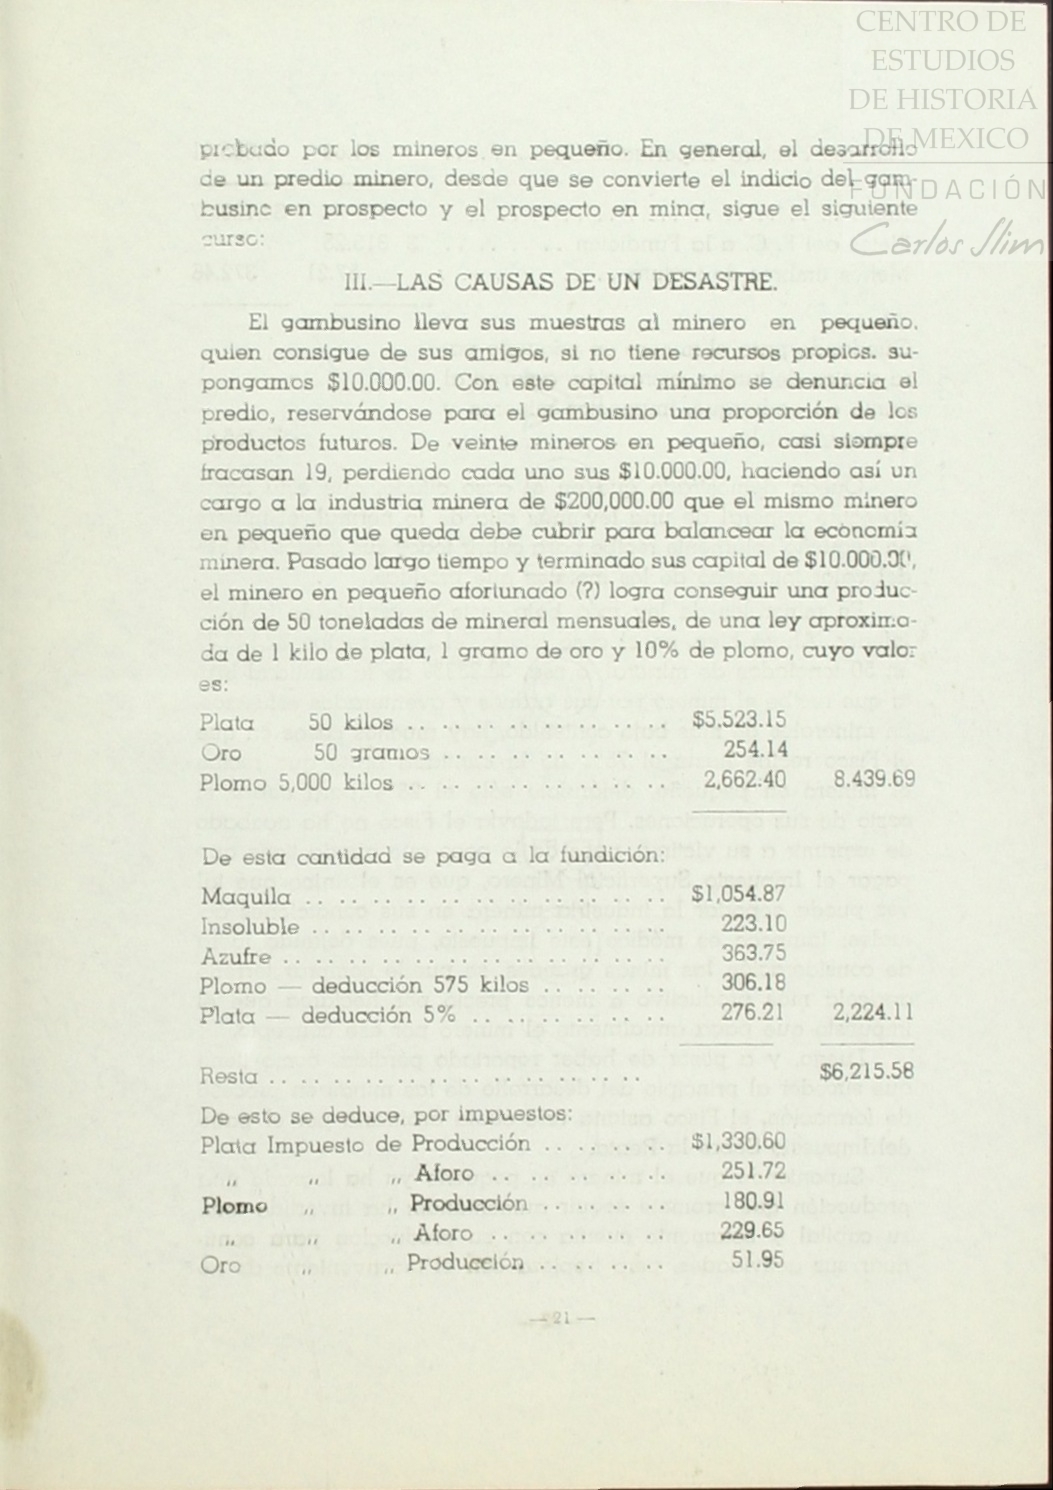 CENTRO DE
ESTUDIOS
DE HISTORIA
DE MEXICO
FUNDACIÓN
Carlos Slim
probado por los mineros en pequeño. En general, el desarrollo
de un predio minero, desde que se convierte el indicio del gam-
busino en prospecto y el prospecto en mina, sigue el siguiente
curso:
III.—LAS CAUSAS DE UN DESASTRE.
El gambusino lleva sus muestras al minero en pequeño,
quien consigue de sus amigos, si no tiene recursos propios, su-
pongamos $10.000.00. Con este capital mínimo se denuncia el
predio, reservándose para el gambusino una proporción de los
productos futuros. De veinte mineros en pequeño, casi siempre
fracasan 19, perdiendo cada uno sus $10.000.00, haciendo así un
cargo a la industria minera de $200,000.00 que el mismo minero
en pequeño que queda debe cubrir para balancear la economía
minera. Pasado largo tiempo y terminado sus capital de $10.000.00,
el minero en pequeño afortunado (?) logra conseguir una produc-
ción de 50 toneladas de mineral mensuales, de una ley aproxima-
da de 1 kilo de plata, 1 gramo de oro y 10% de plomo, cuyo valor
es:
Plata 50 kilos .. .. .. .. .. .. .. .. $5.523.15
Oro 50 gramos .. .. .. .. .. .. .. 254.14
Plomo 5,000 kilos .. .. .. .. .. .. .. .. 2,662.40 8.439.69
De esta cantidad se paga a la fundición:
Maquila .. .. .. .. .. .. .. .. .. .. $1,054.87
Insoluble .. .. .. .. .. .. .. .. .. .. 223.10
Azufre .. .. .. .. .. .. .. .. .. .. .. 363.75
Plomo — deducción 575 kilos .. .. .. .. 306.18
Plata — deducción 5% .. .. .. .. .. .. 276.21 2,224.11
Resta .. .. .. .. .. .. .. .. .. .. $6,215.58
De esto se deduce, por impuestos:
Plata Impuesto de Producción .. .. .. .. $1,330.60
,, ,, ,, Aforo .. .. .. .. .. 251.72
Plomo ,, ,, Producción .. .. .. .. 180.91
,, ,, ,, Aforo .. .. .. .. .. 229.65
Oro ,, ,, Producción .. .. .. .. 51.95
— 21 —